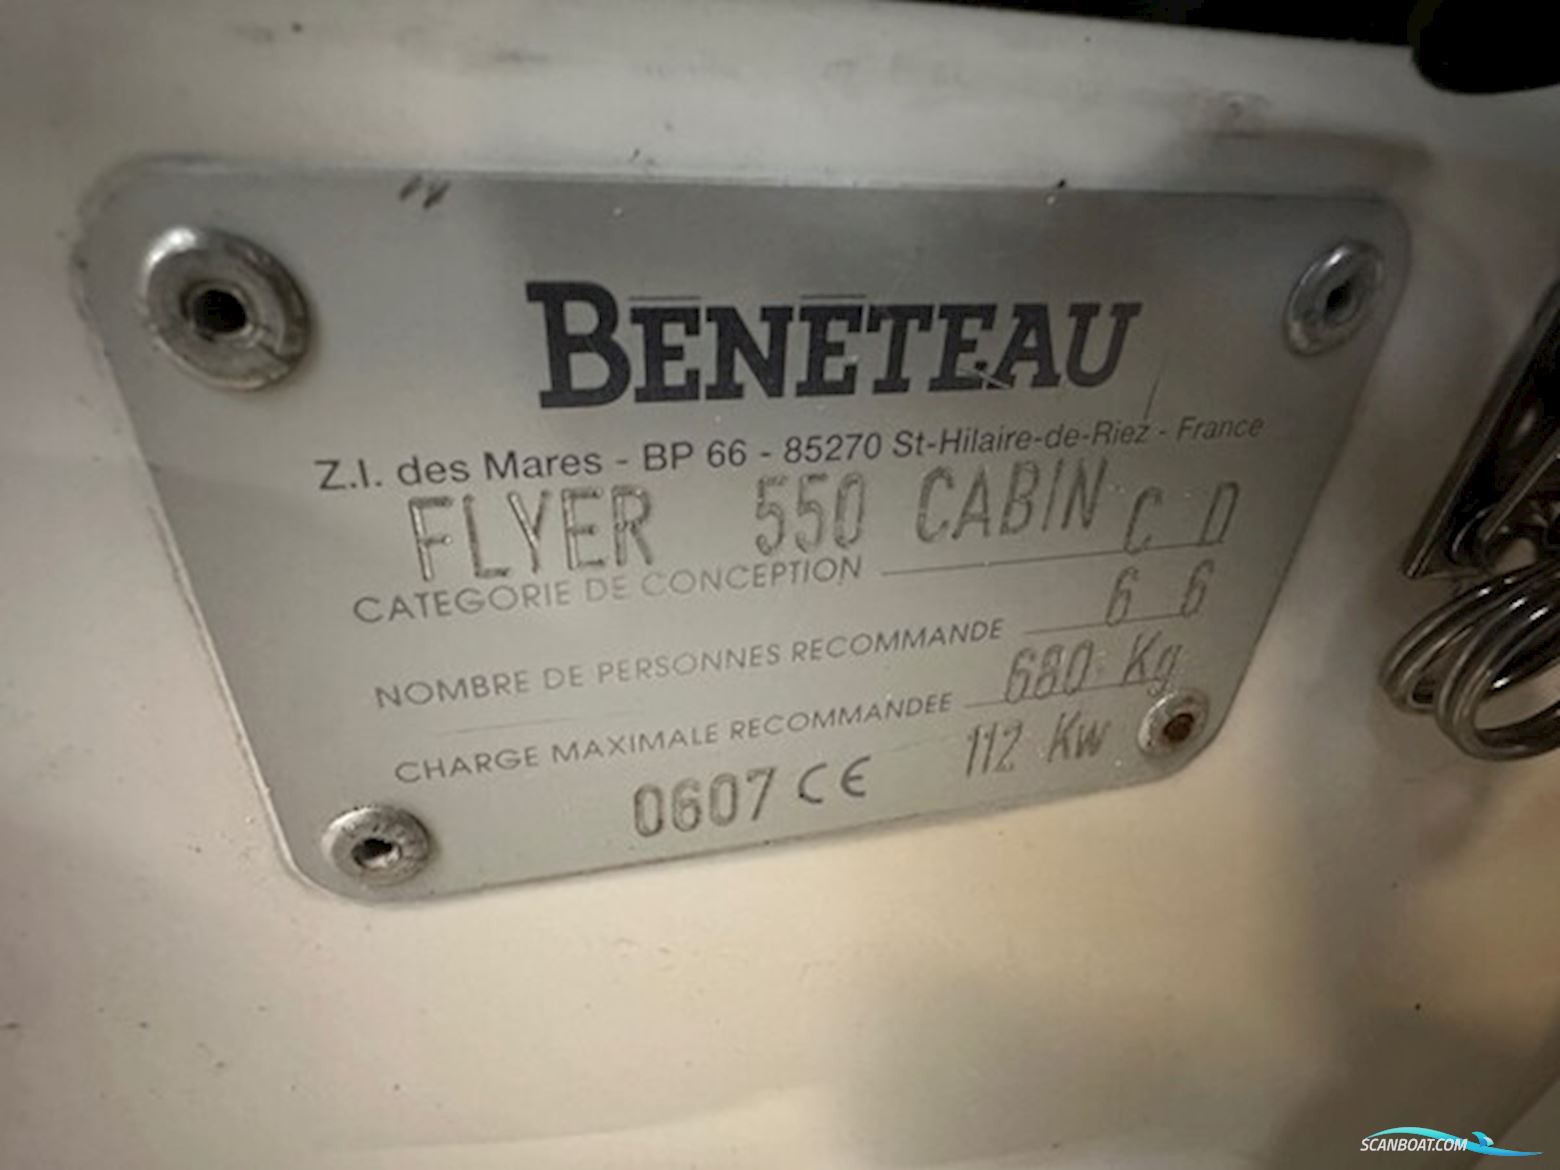 BENETEAU
Z.I. des Mares - BP 66 - 85270 St-Hilaire-de-Riez - France
FLYER 550 CABIN
CATEGORIE DE CONCEPTION C D
NOMBRE DE PERSONNES RECOMMANDE 6 6
CHARGE MAXIMALE RECOMMANDEE 680 Kg
0607 CE 112 Kw
SCANBOAT.COM